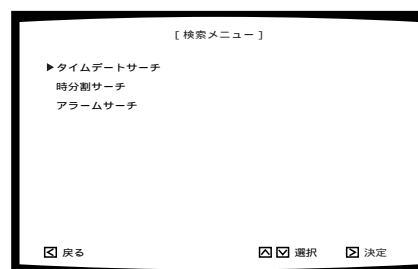 [ 検索メニュー ]
▶タイムデートサーチ
時分割サーチ
アラームサーチ
戻る 選択 決定